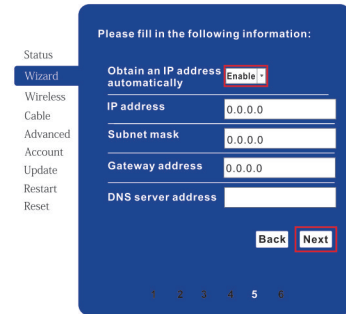 Please fill in the following information:
Status
Wizard
Wireless
Cable
Advanced
Account
Update
Restart
Reset
Obtain an IP address automatically Enable
IP address 0.0.0.0
Subnet mask 0.0.0.0
Gateway address 0.0.0.0
DNS server address
Back Next
1 2 3 4 5 6